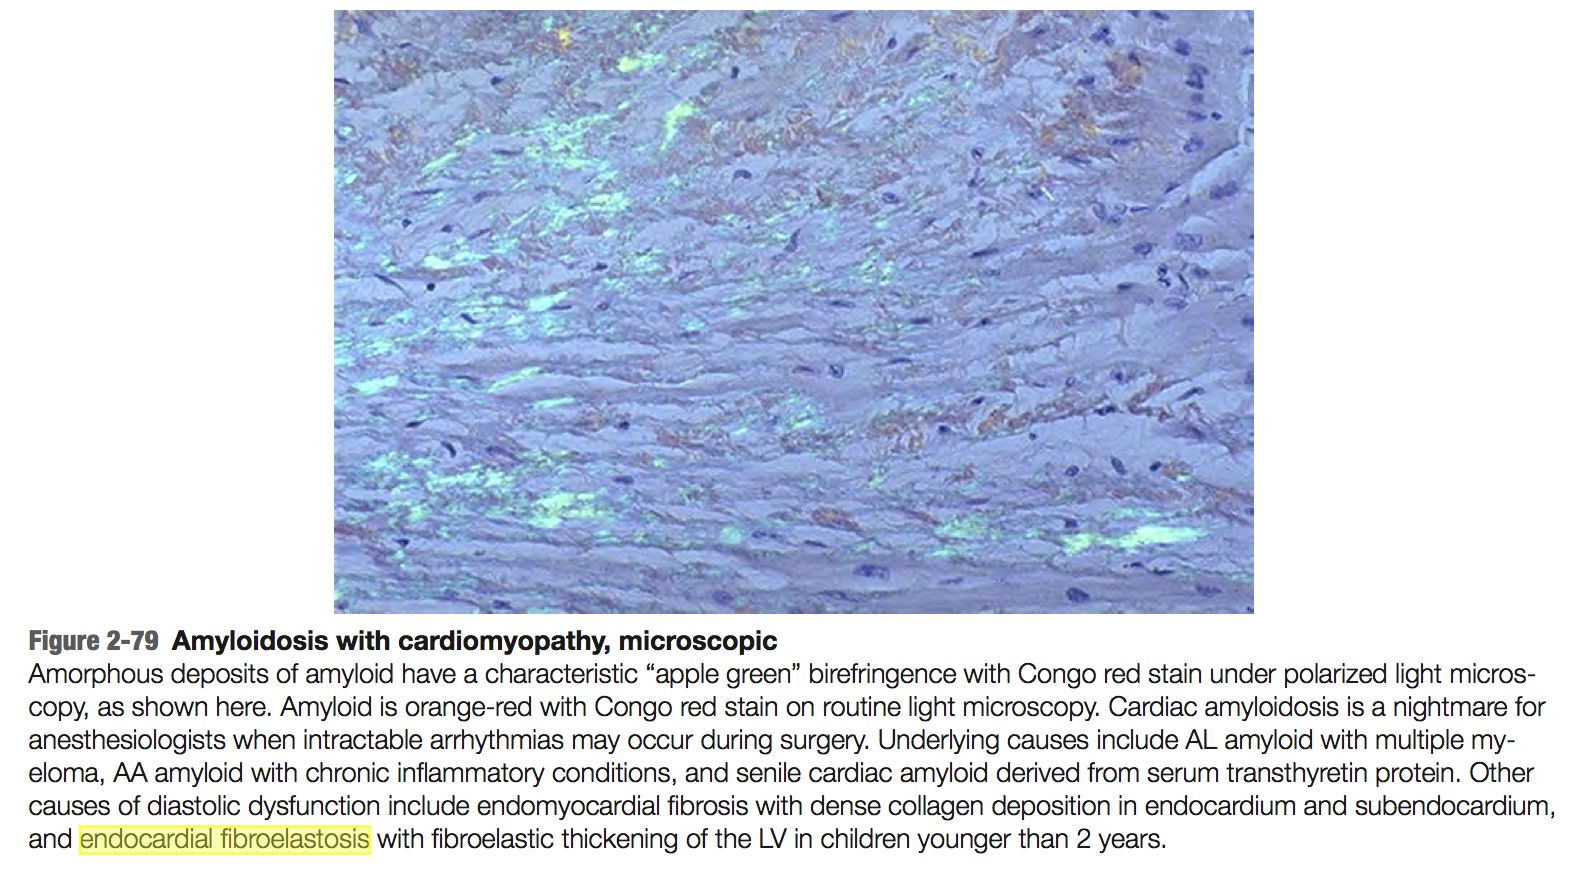 Figure 2-79 Amyloidosis with cardiomyopathy, microscopic
Amorphous deposits of amyloid have a characteristic “apple green” birefringence with Congo red stain under polarized light micros-
copy, as shown here. Amyloid is orange-red with Congo red stain on routine light microscopy. Cardiac amyloidosis is a nightmare for
anesthesiologists when intractable arrhythmias may occur during surgery. Underlying causes include AL amyloid with multiple my-
eloma, AA amyloid with chronic inflammatory conditions, and senile cardiac amyloid derived from serum transthyretin protein. Other
causes of diastolic dysfunction include endomyocardial fibrosis with dense collagen deposition in endocardium and subendocardium,
and endocardial fibroelastosis with fibroelastic thickening of the LV in children younger than 2 years.